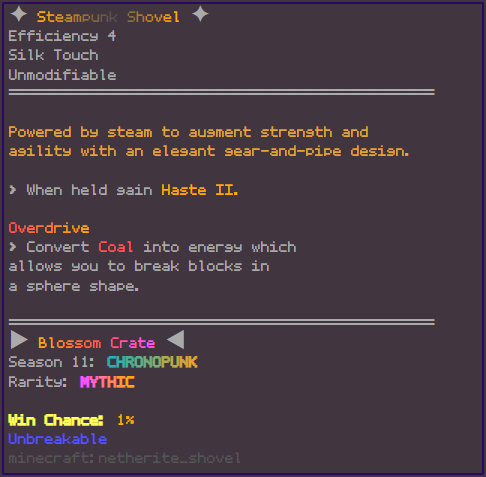 ✦ Steampunk Shovel ✦
Efficiency 4
Silk Touch
Unmodifiable
Powered by steam to augment strength and
agility with an elegant gear-and-pipe design.
> When held gain Haste II.
Overdrive
> Convert Coal into energy which
allows you to break blocks in
a sphere shape.
▶ Blossom Crate ◀
Season 11: CHRONOPUNK
Rarity: MYTHIC
Win Chance: 1%
Unbreakable
minecraft:netherite_shovel